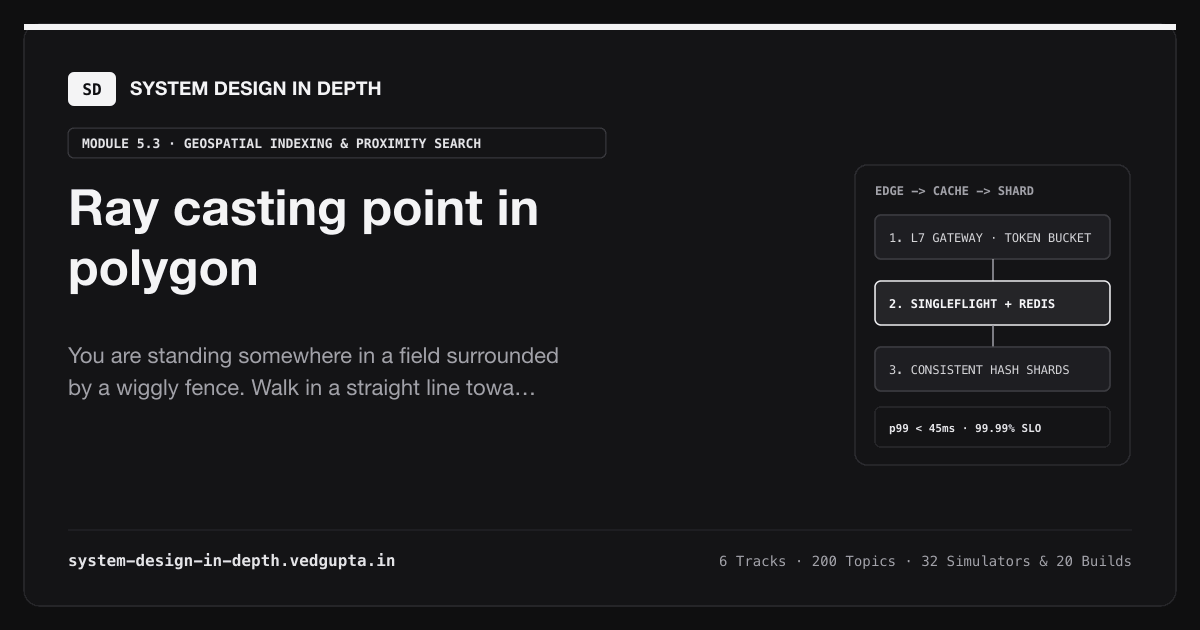 SD SYSTEM DESIGN IN DEPTH
MODULE 5.3 · GEOSPATIAL INDEXING & PROXIMITY SEARCH
Ray casting point in
polygon
You are standing somewhere in a field surrounded
by a wiggly fence. Walk in a straight line towa…
EDGE -> CACHE -> SHARD
1. L7 GATEWAY · TOKEN BUCKET
2. SINGLEFLIGHT + REDIS
3. CONSISTENT HASH SHARDS
p99 < 45ms · 99.99% SLO
system-design-in-depth.vedgupta.in
6 Tracks · 200 Topics · 32 Simulators & 20 Builds